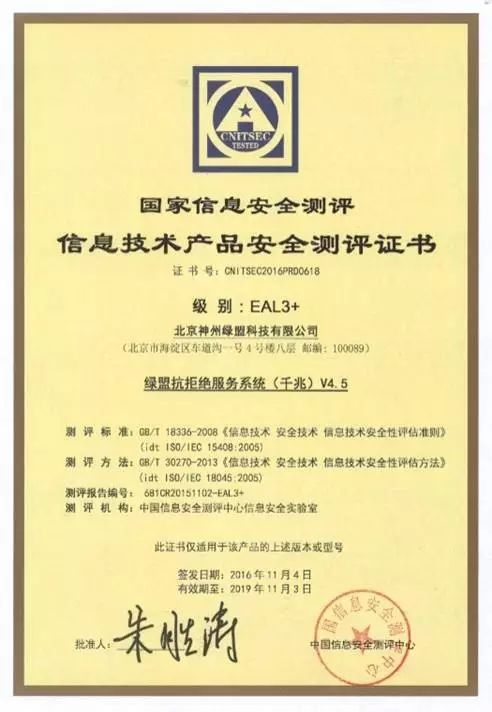 CNITSEC
TESTED
国家信息安全测评
信息技术产品安全测评证书
证 书 号：CNITSEC2016PRD0618
级 别：EAL3+
北京神州绿盟科技有限公司
（北京市海淀区车道沟一号4号楼八层 邮编：100089）
绿盟抗拒绝服务系统（千兆）V4.5
测 评 标 准：GB/T 18336-2008《信息技术 安全技术 信息技术安全性评估准则》
(idt ISO/IEC 15408:2005)
测 评 方 法：GB/T 30270-2013《信息技术 安全技术 信息技术安全性评估方法》
(idt ISO/IEC 18045:2005)
测评报告编号：681CR20151102-EAL3+
测 评 机 构：中国信息安全测评中心信息安全实验室
此证书仅适用于该产品的上述版本或型号
签发日期：2016年11月4日
有效期至：2019年11月3日
批准人：朱胜涛
中国信息安全测评中心
中国信息安全测评中心